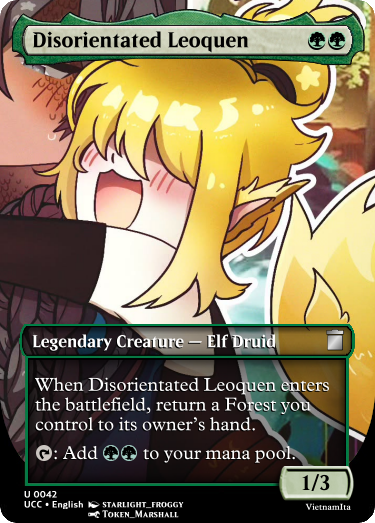 Disorientated Leoquen
Legendary Creature — Elf Druid
When Disorientated Leoquen enters
the battlefield, return a Forest you
control to its owner's hand.
: Add to your mana pool.
1/3
U 0042
UCC • English STARLIGHT_FROGGY
Token_Marshall
VietnamIta